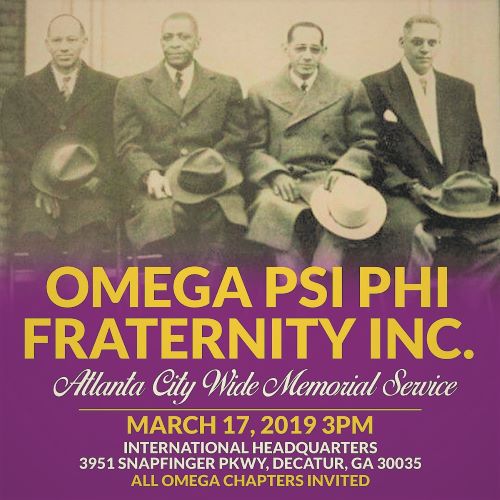 OMEGA PSI PHI
FRATERNITY INC.
Atlanta City Wide Memorial Service
MARCH 17, 2019 3PM
INTERNATIONAL HEADQUARTERS
3951 SNAPFINGER PKWY, DECATUR, GA 30035
ALL OMEGA CHAPTERS INVITED